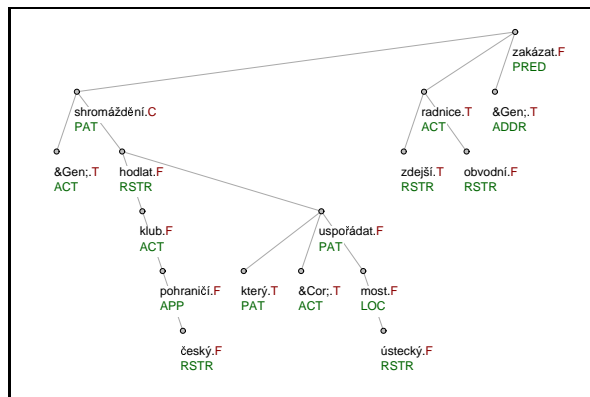 zakázat.F
PRED
shromáždění.C
PAT
radnice.T
ACT
&Gen;.T
ADDR
&Gen;.T
ACT
hodlat.F
RSTR
zdejší.T
RSTR
obvodní.F
RSTR
klub.F
ACT
uspořádat.F
PAT
pohraničí.F
APP
který.T
PAT
&Cor;.T
ACT
most.F
LOC
český.F
RSTR
ústecký.F
RSTR